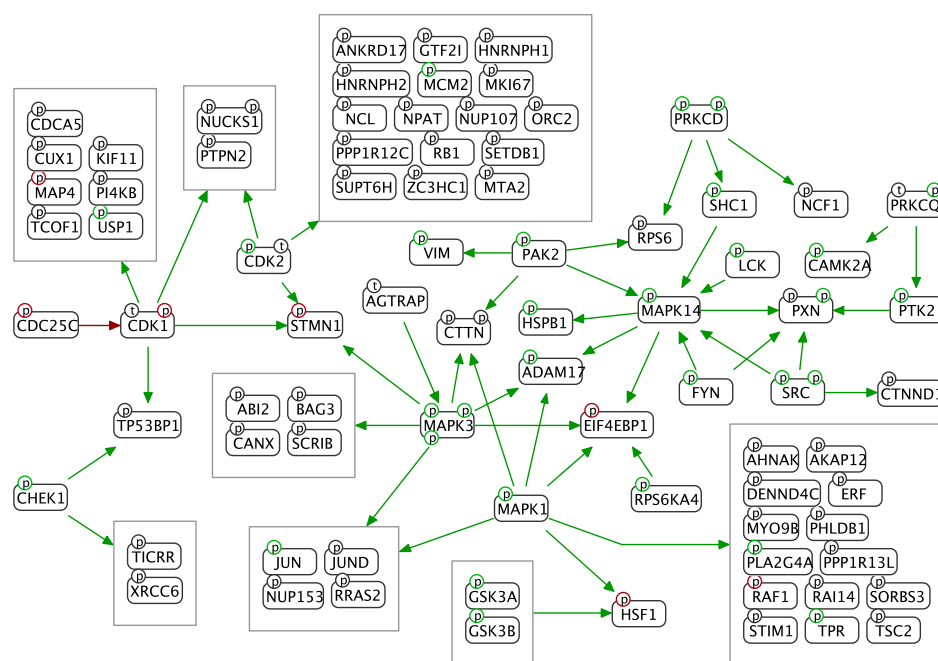 p p p
ANKRD17 GTF2I HNRNPH1
p p p
HNRNPH2 MCM2 MKI67
p p p p
NCL NPAT NUP107 ORC2
p p p
PPP1R12C RB1 SETDB1
p p p
SUPT6H ZC3HC1 MTA2
p
CDCA5
p p
CUX1 KIF11
p p
MAP4 PI4KB
p p
TCOF1 USP1
p p
NUCKS1
p
PTPN2
p p
PRKCD
p
SHC1
p
NCF1
t p
PRKCQ
p
RPS6
p t
CDK2
p
VIM
p
PAK2
p
LCK
p
CAMK2A
t
AGTRAP
p
CDC25C
t p
CDK1
p
STMN1
p p
CTTN
p
HSPB1
p
MAPK14
p p
PXN
p
PTK2
p
ADAM17
p
FYN
p p
SRC
p
CTNND1
p
TP53BP1
p p
ABI2 BAG3
p p
CANX SCRIB
p p
MAPK3
p
p
EIF4EBP1
p
CHEK1
p
MAPK1
p
RPS6KA4
p p
AHNAK AKAP12
p p
DENND4C ERF
p p
MYO9B PHLDB1
p p
PLA2G4A PPP1R13L
p p p
RAF1 RAI14 SORBS3
p p p
STIM1 TPR TSC2
p
TICRR
p
XRCC6
p p
JUN JUND
p p
NUP153 RRAS2
p
GSK3A
p
GSK3B
p
HSF1